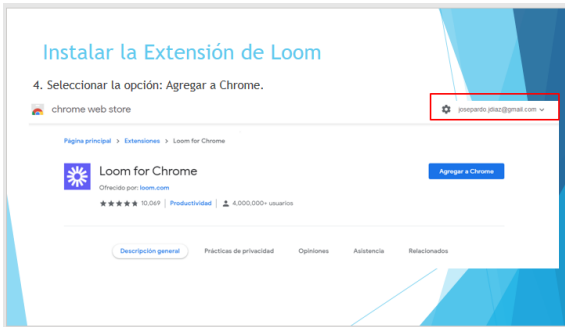 Instalar la Extensión de Loom
4. Seleccionar la opción: Agregar a Chrome.
chrome web store
josepardo.jdiaz@gmail.com
Página principal > Extensiones > Loom for Chrome
Loom for Chrome
Agregar a Chrome
Ofrecido por: loom.com
★★★★★ 10,069 | Productividad | 4,000,000+ usuarios
Descripción general Prácticas de privacidad Opiniones Asistencia Relacionados